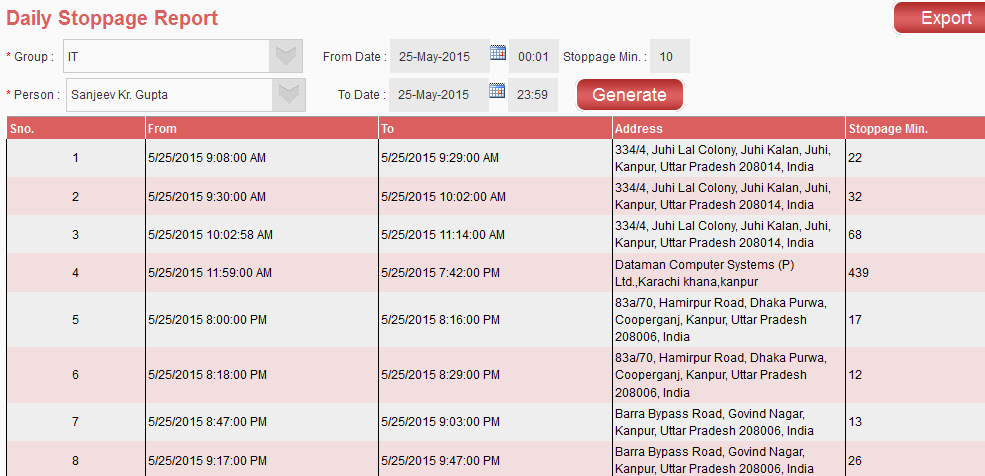 Daily Stoppage Report
Export
* Group : IT From Date : 25-May-2015 00:01 Stoppage Min. : 10
* Person : Sanjeev Kr. Gupta To Date : 25-May-2015 23:59 Generate
Sno. From To Address Stoppage Min.
1 5/25/2015 9:08:00 AM 5/25/2015 9:29:00 AM 334/4, Juhi Lal Colony, Juhi Kalan, Juhi, 22
Kanpur, Uttar Pradesh 208014, India
2 5/25/2015 9:30:00 AM 5/25/2015 10:02:00 AM 334/4, Juhi Lal Colony, Juhi Kalan, Juhi, 32
Kanpur, Uttar Pradesh 208014, India
3 5/25/2015 10:02:58 AM 5/25/2015 11:14:00 AM 334/4, Juhi Lal Colony, Juhi Kalan, Juhi, 68
Kanpur, Uttar Pradesh 208014, India
4 5/25/2015 11:59:00 AM 5/25/2015 7:42:00 PM Dataman Computer Systems (P) 439
Ltd.,Karachi khana,kanpur
5 5/25/2015 8:00:00 PM 5/25/2015 8:16:00 PM 83a/70, Hamirpur Road, Dhaka Purwa, 17
Cooperganj, Kanpur, Uttar Pradesh
208006, India
6 5/25/2015 8:18:00 PM 5/25/2015 8:29:00 PM 83a/70, Hamirpur Road, Dhaka Purwa, 12
Cooperganj, Kanpur, Uttar Pradesh
208006, India
7 5/25/2015 8:47:00 PM 5/25/2015 9:03:00 PM Barra Bypass Road, Govind Nagar, 13
Kanpur, Uttar Pradesh 208006, India
8 5/25/2015 9:17:00 PM 5/25/2015 9:47:00 PM Barra Bypass Road, Govind Nagar, 26
Kanpur, Uttar Pradesh 208006, India